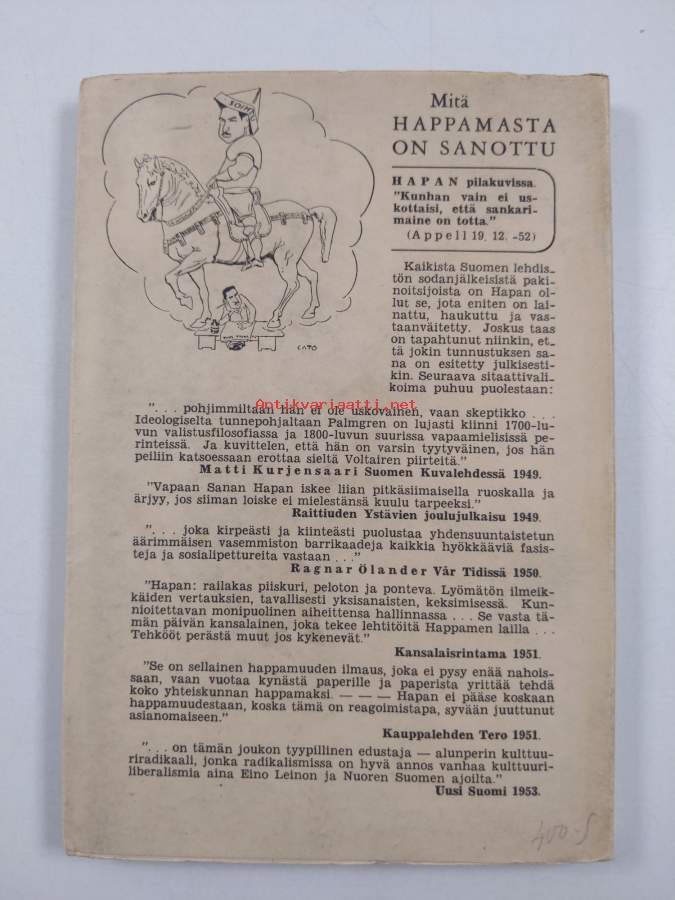 Mitä
HAPPAMASTA
ON SANOTTU
HAPAN pilakuvissa.
"Kunhan vain ei us-
kottaisi, että sankari-
maine on totta."
(Appell 19. 12. -52)
Kaikista Suomen lehdis-
tön sodanjälkeisistä paki-
noitsijoista on Hapan ol-
lut se, jota eniten on lai-
nattu, haukuttu ja vas-
taanväitetty. Joskus taas
on tapahtunut niinkin, et-
tä jokin tunnustuksen sa-
na on esitetty julkisesti-
kin. Seuraava sitaattivali-
koima puhuu puolestaan:
CATO
Antikvariaatti.net
". . . pohjimmiltaan hän ei ole uskovainen, vaan skeptikko . . .
Ideologiselta tunnepohjaltaan Palmgren on lujasti kiinni 1700-lu-
vun valistusfilosofiassa ja 1800-luvun suurissa vapaamielisissä pe-
rinteissä. Ja kuvittelen, että hän on varsin tyytyväinen, jos hän
peiliin katsoessaan erottaa sieltä Voltairen piirteitä."
Matti Kurjensaari Suomen Kuvalehdessä 1949.
"Vapaan Sanan Hapan iskee liian pitkäsiimaisella ruoskalla ja
ärjyy, jos siiman loiske ei mielestänsä kuulu tarpeeksi."
Raittiuden Ystävien joulujulkaisu 1949.
". . . joka kirpeästi ja kiinteästi puolustaa yhdensuuntaistetun
äärimmäisen vasemmiston barrikaadeja kaikkia hyökkääviä fasis-
teja ja sosialipettureita vastaan . . ."
Ragnar Ölander Vår Tidissä 1950.
"Hapan: railakas piiskuri, peloton ja ponteva. Lyömätön ilmeik-
käiden vertauksien, tavallisesti yksisanaisten, keksimisessä. Kun-
nioitettavan monipuolinen aiheittensa hallinnassa . . . Se vasta tä-
män päivän kansalainen, joka tekee lehtitöitä Happamen lailla . . .
Tehkööt perästä muut jos kykenevät."
Kansalaisrintama 1951.
"Se on sellainen happamuuden ilmaus, joka ei pysy enää nahois-
saan, vaan vuotaa kynästä paperille ja paperista yrittää tehdä
koko yhteiskunnan happamaksi. — — — Hapan ei pääse koskaan
happamuudestaan, koska tämä on reagoimistapa, syvään juuttunut
asianomaiseen."
Kauppalehden Tero 1951.
". . . on tämän joukon tyypillinen edustaja — alunperin kulttuu-
riradikaali, jonka radikalismissa on hyvä annos vanhaa kulttuuri-
liberalismia aina Eino Leinon ja Nuoren Suomen ajoilta."
Uusi Suomi 1953.